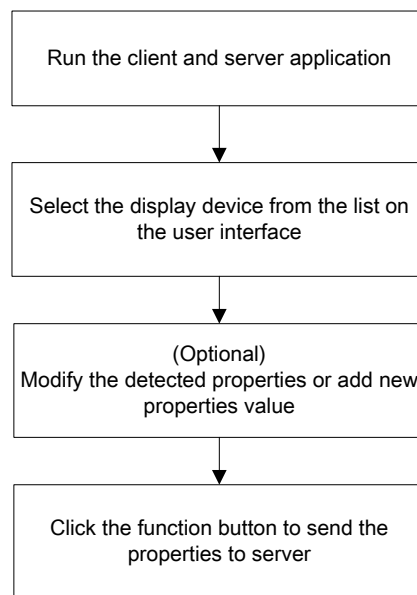 Run the client and server application
Select the display device from the list on
the user interface
(Optional)
Modify the detected properties or add new
properties value
Click the function button to send the
properties to server